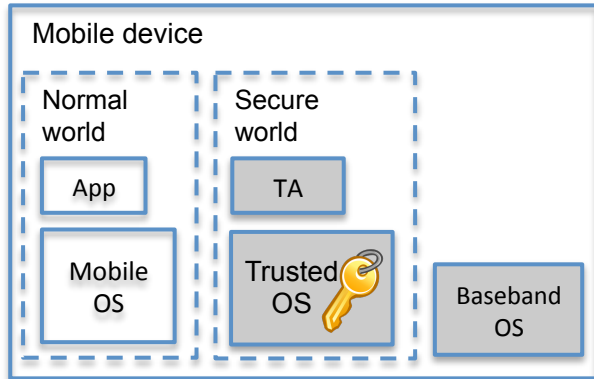 Mobile device
Normal
world
App
Mobile
OS
Secure
world
TA
Trusted
OS
Baseband
OS